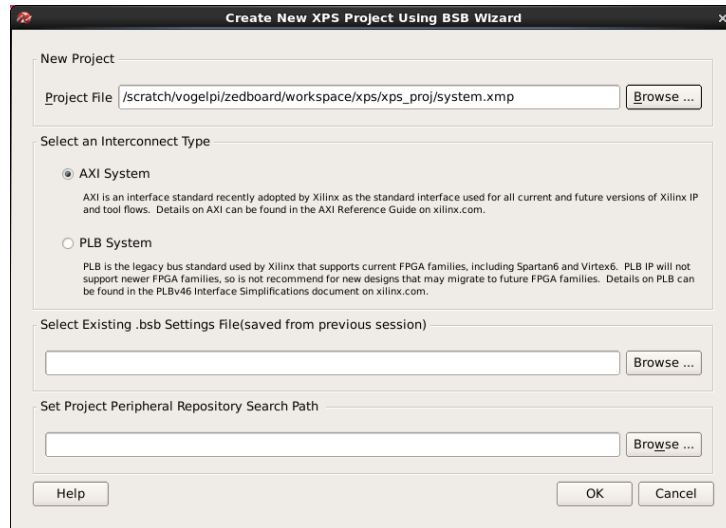 Create New XPS Project Using BSB Wizard
New Project
Project File /scratch/vogelpi/zedboard/workspace/xps/xps_proj/system.xmp Browse ...
Select an Interconnect Type
AXI System
AXI is an interface standard recently adopted by Xilinx as the standard interface used for all current and future versions of Xilinx IP
and tool flows. Details on AXI can be found in the AXI Reference Guide on xilinx.com.
PLB System
PLB is the legacy bus standard used by Xilinx that supports current FPGA families, including Spartan6 and Virtex6. PLB IP will not
support newer FPGA families, so is not recommend for new designs that may migrate to future FPGA families. Details on PLB can
be found in the PLBv46 Interface Simplifications document on xilinx.com.
Select Existing .bsb Settings File(saved from previous session)
Browse ...
Set Project Peripheral Repository Search Path
Browse ...
Help OK Cancel